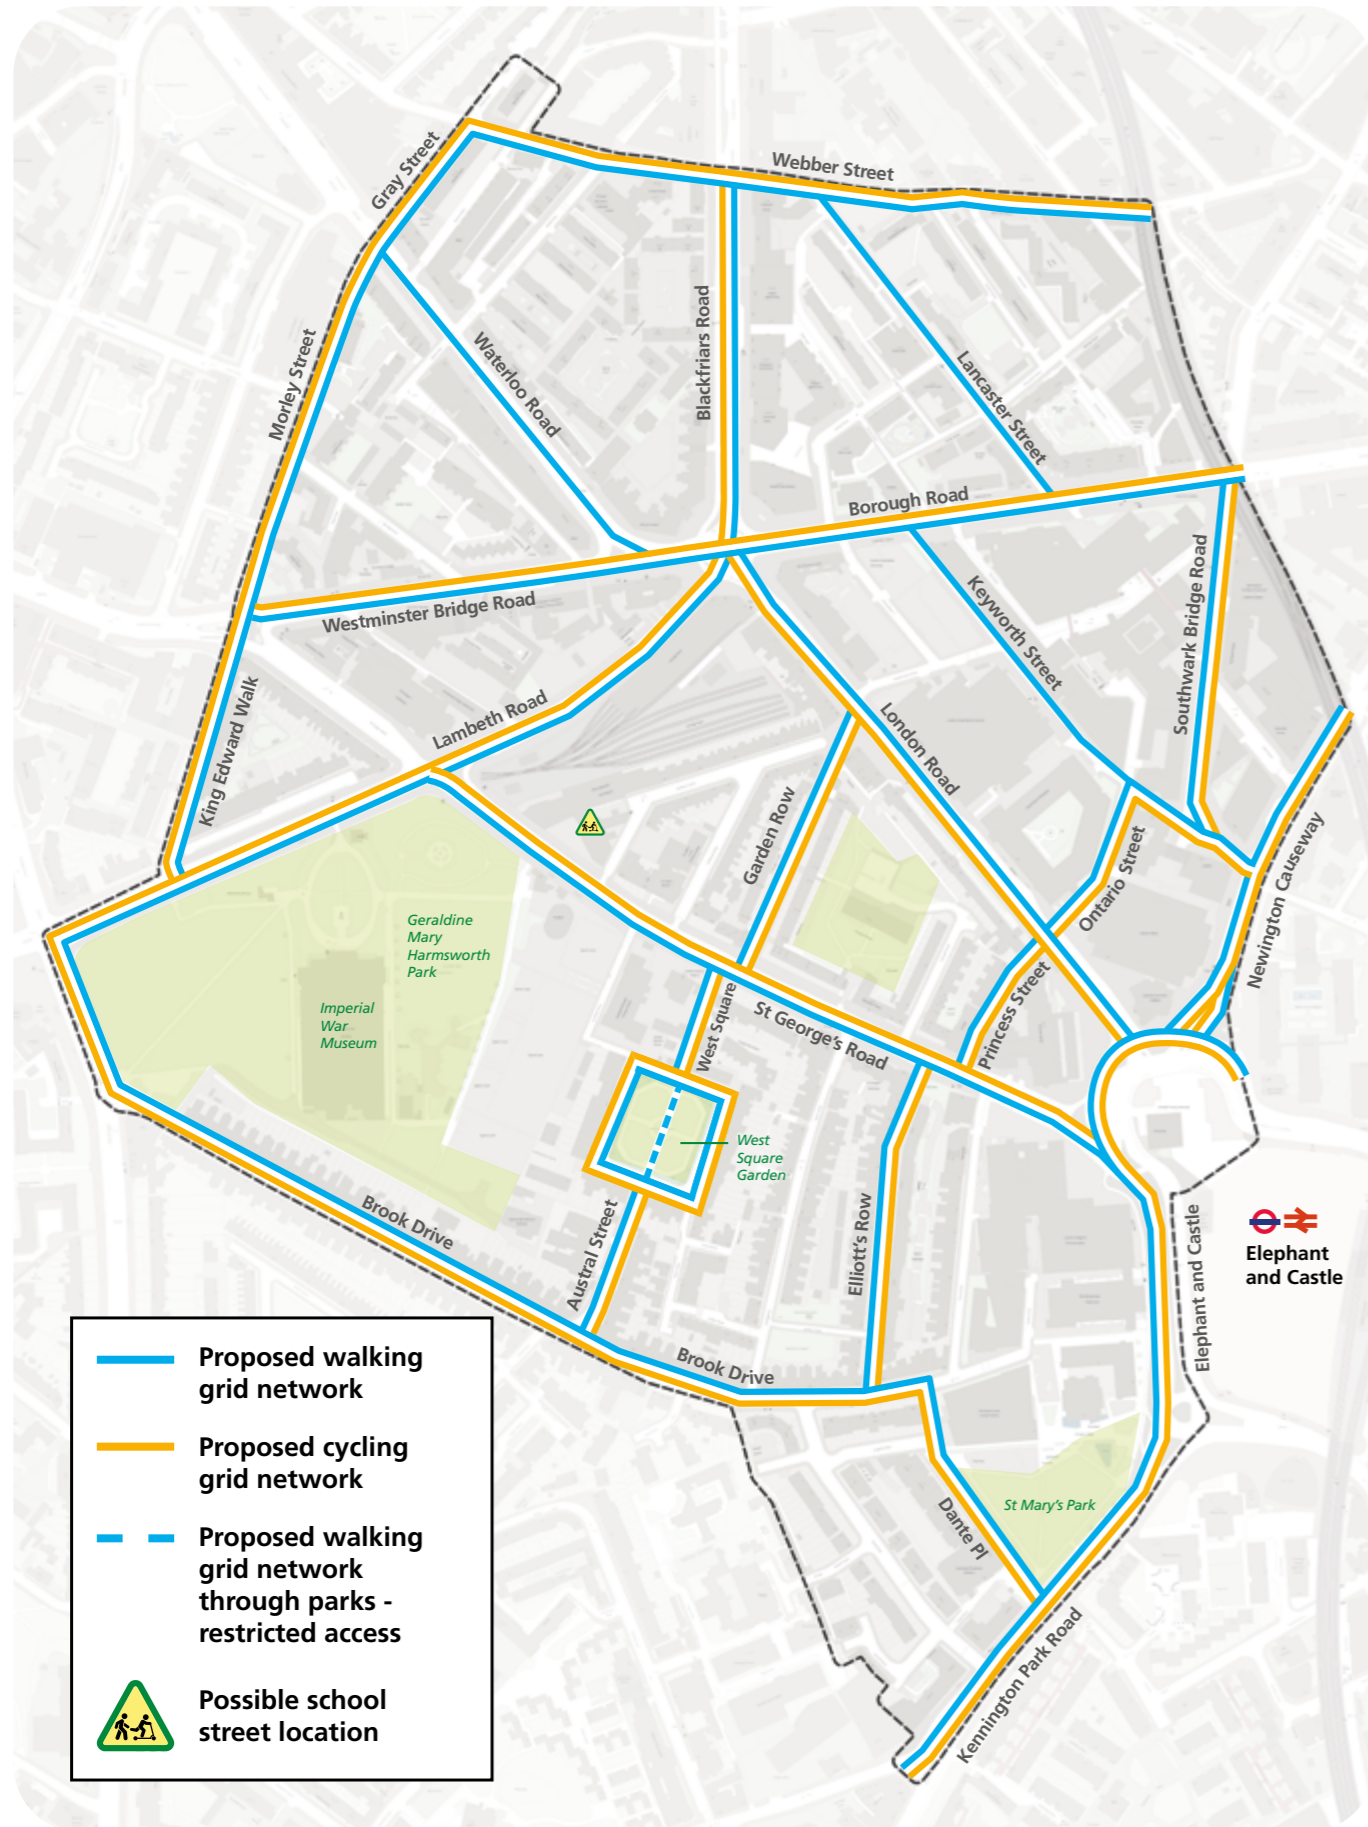 Gray Street
Webber Street
Morley Street
Waterloo Road
Blackfriars Road
Lancaster Street
Borough Road
Westminster Bridge Road
Keyworth Street
Southwark Bridge Road
King Edward Walk
Lambeth Road
London Road
Garden Row
Ontario Street
Newington Causeway
Geraldine
Mary
Harmsworth
Park
Imperial
War
Museum
West Square
St George's Road
Princess Street
West
Square
Garden
Brook Drive
Austral Street
Elliott's Row
Elephant and Castle
Elephant
and Castle
Brook Drive
St Mary's Park
Dante Pl
Kennington Park Road
Proposed walking
grid network
Proposed cycling
grid network
Proposed walking
grid network
through parks -
restricted access
Possible school
street location